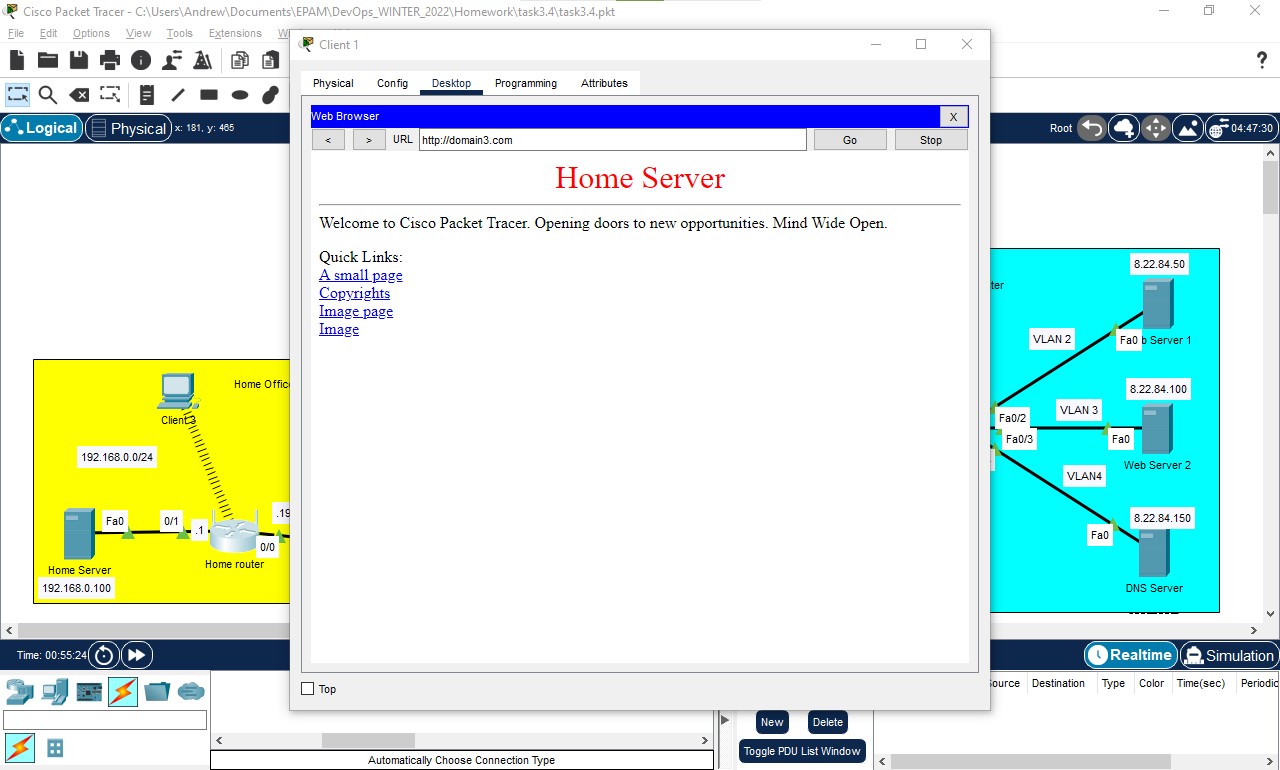 Cisco Packet Tracer - C:\Users\Andrew\Documents\EPAM\DevOps_WINTER_2022\Homework\task3.4\task3.4.pkt
File Edit Options View Tools Extensions
Client 1
Physical Config Desktop Programming Attributes
Web Browser X
< > URL http://domain3.com Go Stop
Logical Physical x: 181, y: 465
Root 04:47:30
Home Server
Welcome to Cisco Packet Tracer. Opening doors to new opportunities. Mind Wide Open.
Quick Links:
A small page
Copyrights
Image page
Image
Home Offic
Client 3
192.168.0.0/24
Fa0 0/1 .1 .19
0/0
Home Server
Home router
192.168.0.100
ter
8.22.84.50
VLAN 2
Fa0 b Server 1
8.22.84.100
VLAN 3
Fa0/2
Fa0/3 Fa0
Web Server 2
VLAN4
8.22.84.150
Fa0
DNS Server
Time: 00:55:24
Realtime Simulation
Top
ource Destination Type Color Time(sec) Periodic
New Delete
Toggle PDU List Window
Automatically Choose Connection Type